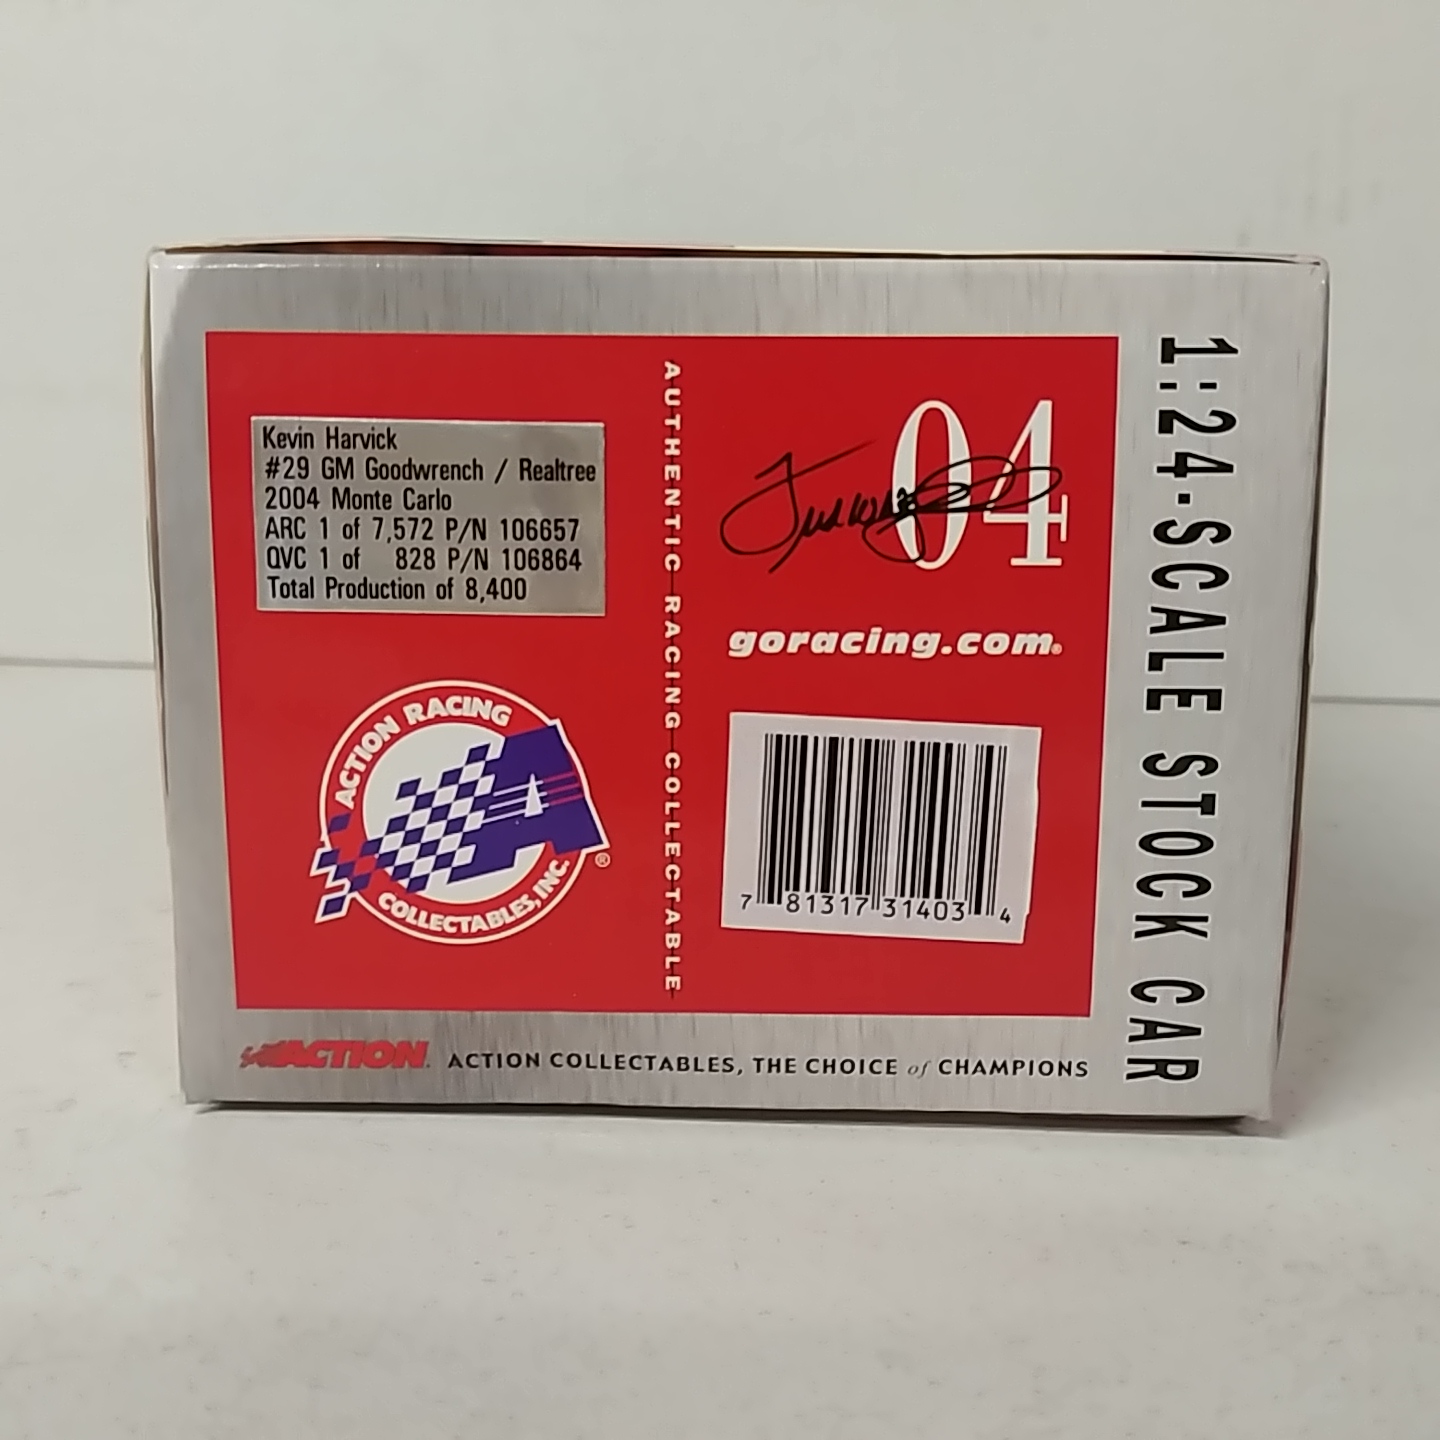 Kevin Harvick
#29 GM Goodwrench / Realtree
2004 Monte Carlo
ARC 1 of 7,572 P/N 106657
QVC 1 of 828 P/N 106864
Total Production of 8,400
ACTION RACING
COLLECTABLES, INC.
®
AUTHENTIC RACING COLLECTABLE
04
goracing.com®
7 81317 31403 4
1:24-SCALE STOCK CAR
ACTION
ACTION COLLECTABLES, THE CHOICE of CHAMPIONS